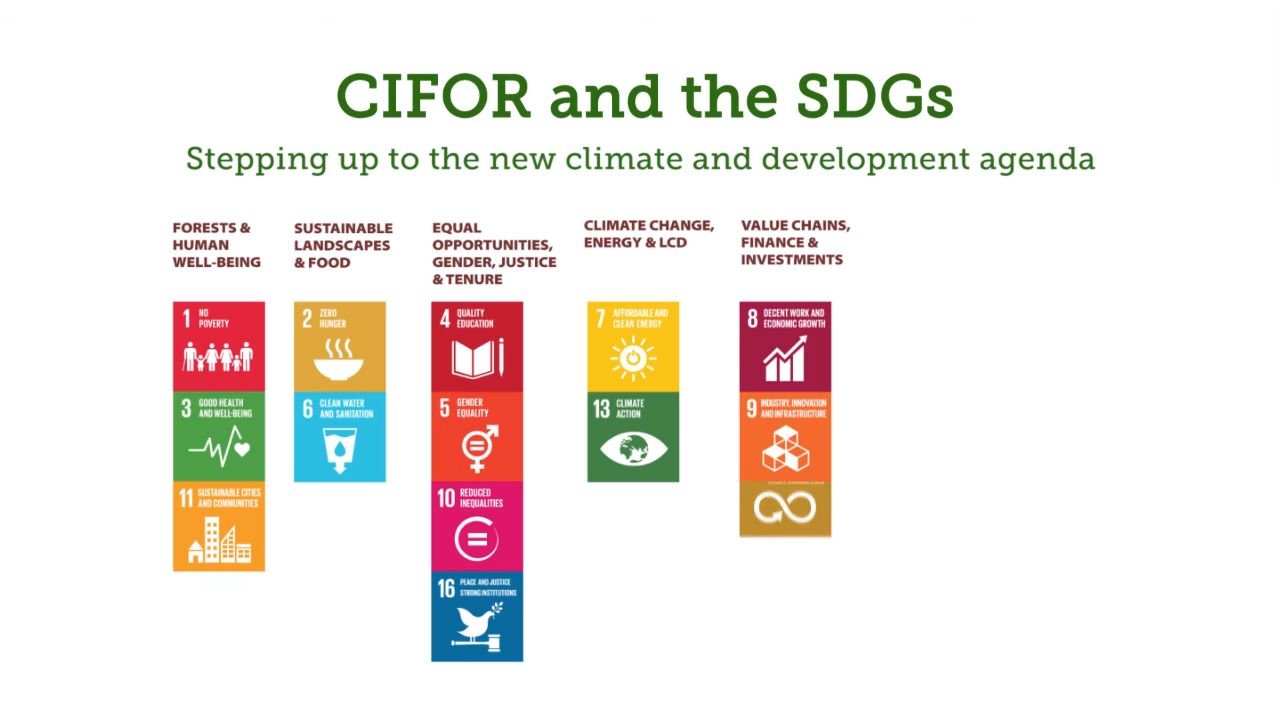 CIFOR and the SDGs
Stepping up to the new climate and development agenda
FORESTS &
HUMAN
WELL-BEING
1 NO
POVERTY
3 GOOD HEALTH
AND WELL-BEING
11 SUSTAINABLE CITIES
AND COMMUNITIES
SUSTAINABLE
LANDSCAPES
& FOOD
2 ZERO
HUNGER
6 CLEAN WATER
AND SANITATION
EQUAL
OPPORTUNITIES,
GENDER, JUSTICE
& TENURE
4 QUALITY
EDUCATION
5 GENDER
EQUALITY
10 REDUCED
INEQUALITIES
16 PEACE AND JUSTICE
STRONG INSTITUTIONS
CLIMATE CHANGE,
ENERGY & LCD
7 AFFORDABLE AND
CLEAN ENERGY
13 CLIMATE
ACTION
VALUE CHAINS,
FINANCE &
INVESTMENTS
8 DECENT WORK AND
ECONOMIC GROWTH
9 INDUSTRY, INNOVATION
AND INFRASTRUCTURE